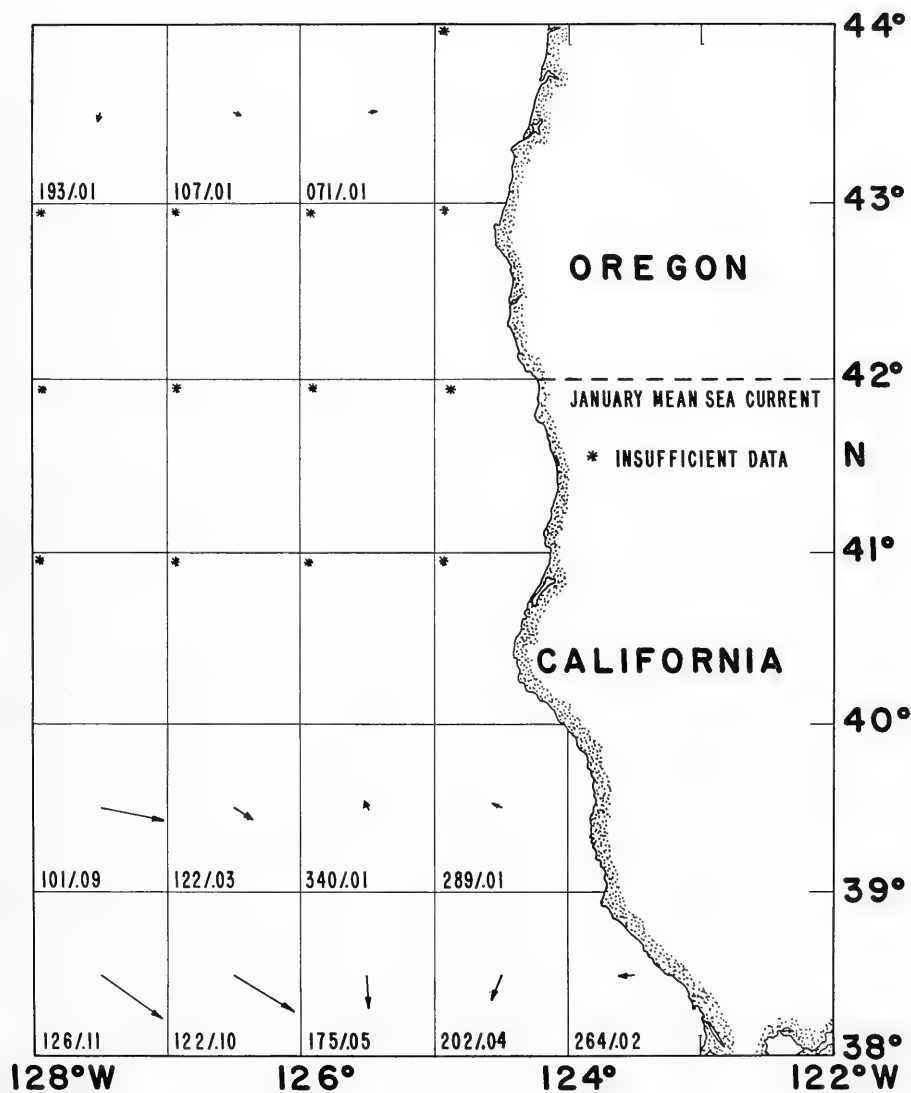 44°
193/.01 107/.01 071/.01
43°
OREGON
42°
JANUARY MEAN SEA CURRENT
* INSUFFICIENT DATA
N
41°
CALIFORNIA
40°
101/.09 122/.03 340/.01 289/.01
39°
126/.11 122/.10 175/.05 202/.04 264/.02
38°
128°W 126° 124° 122°W